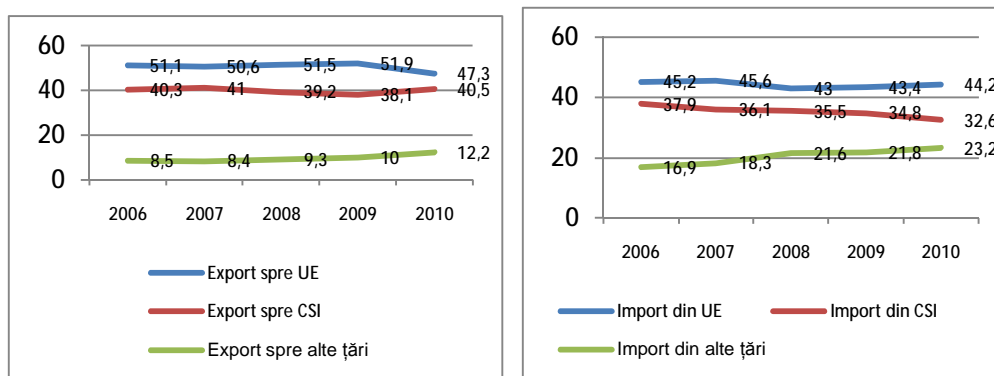 60
51,1 50,6 51,5 51,9 47,3
40
40,3 41 39,2 38,1 40,5
20
8,5 8,4 9,3 10 12,2
0
2006 2007 2008 2009 2010
Export spre UE
Export spre CSI
Export spre alte țări
60
45,2 45,6 43 43,4 44,2
40
37,9 36,1 35,5 34,8 32,6
20
16,9 18,3 21,6 21,8 23,2
0
2006 2007 2008 2009 2010
Import din UE Import din CSI
Import din alte țări